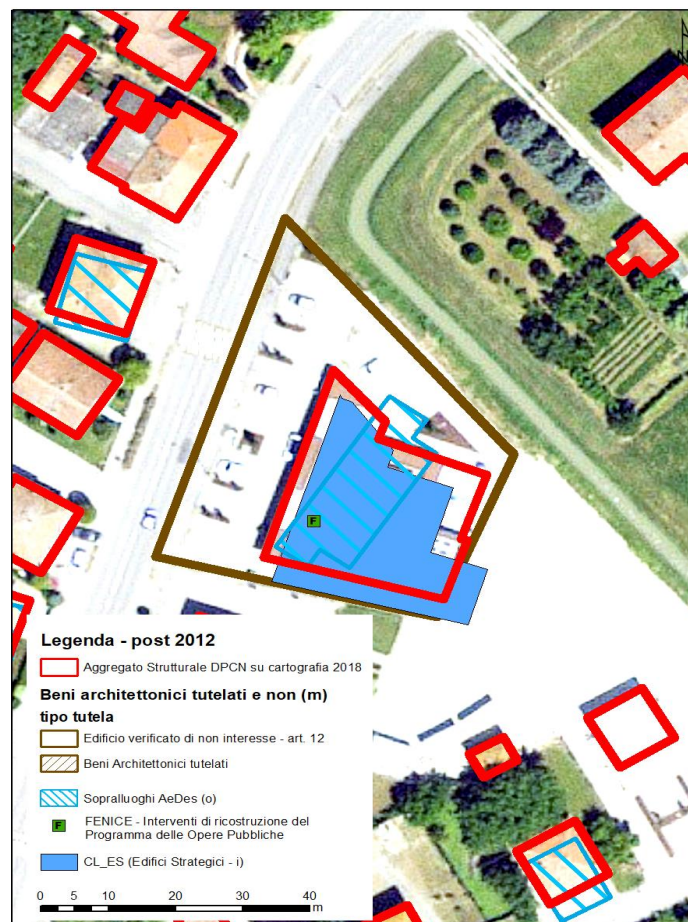 F
Legenda - post 2012
Aggregato Strutturale DPCN su cartografia 2018
Beni architettonici tutelati e non (m)
tipo tutela
Edificio verificato di non interesse - art. 12
Beni Architettonici tutelati
Sopralluoghi AeDes (o)
F
FENICE - Interventi di ricostruzione del
Programma delle Opere Pubbliche
CL_ES (Edifici Strategici - i)
0 5 10 20 30 40
m